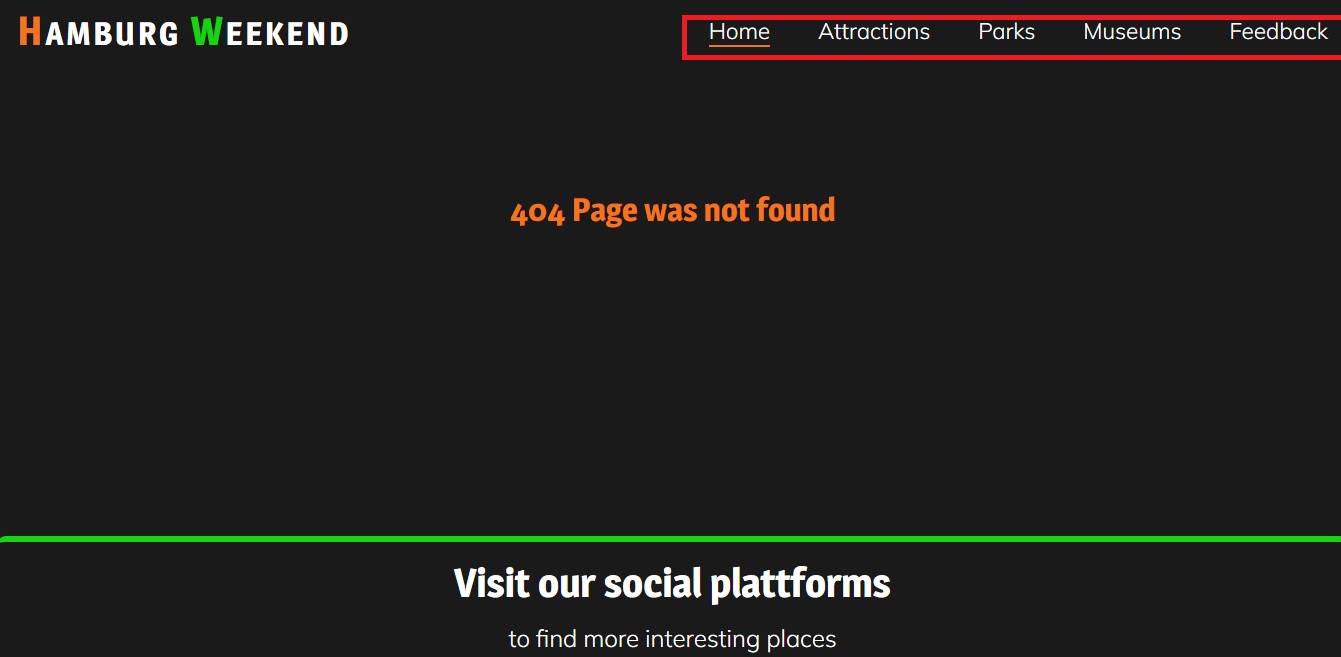 HAMBURG WEEKEND
Home Attractions Parks Museums Feedback
404 Page was not found
Visit our social plattforms
to find more interesting places